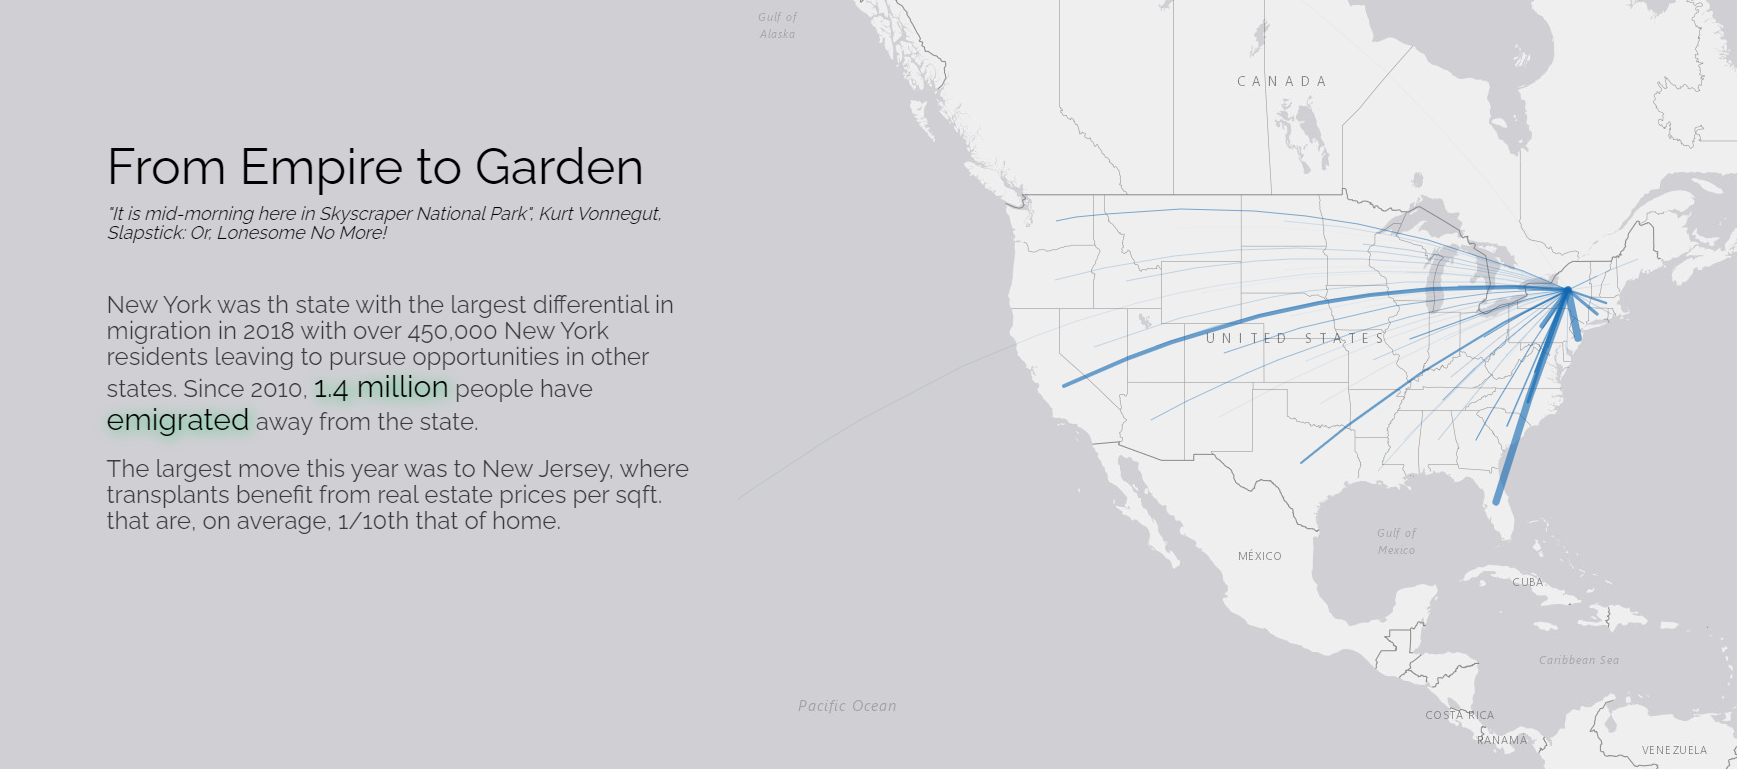 From Empire to Garden
"It is mid-morning here in Skyscraper National Park", Kurt Vonnegut,
Slapstick: Or, Lonesome No More!
New York was th state with the largest differential in
migration in 2018 with over 450,000 New York
residents leaving to pursue opportunities in other
states. Since 2010, 1.4 million people have
emigrated away from the state.
The largest move this year was to New Jersey, where
transplants benefit from real estate prices per sqft.
that are, on average, 1/10th that of home.
Gulf of
Alaska
CANADA
UNITED STATES
Gulf of
Mexico
MÉXICO
CUBA
Caribbean Sea
Pacific Ocean
COSTA RICA
PANAMÁ
VENEZUELA